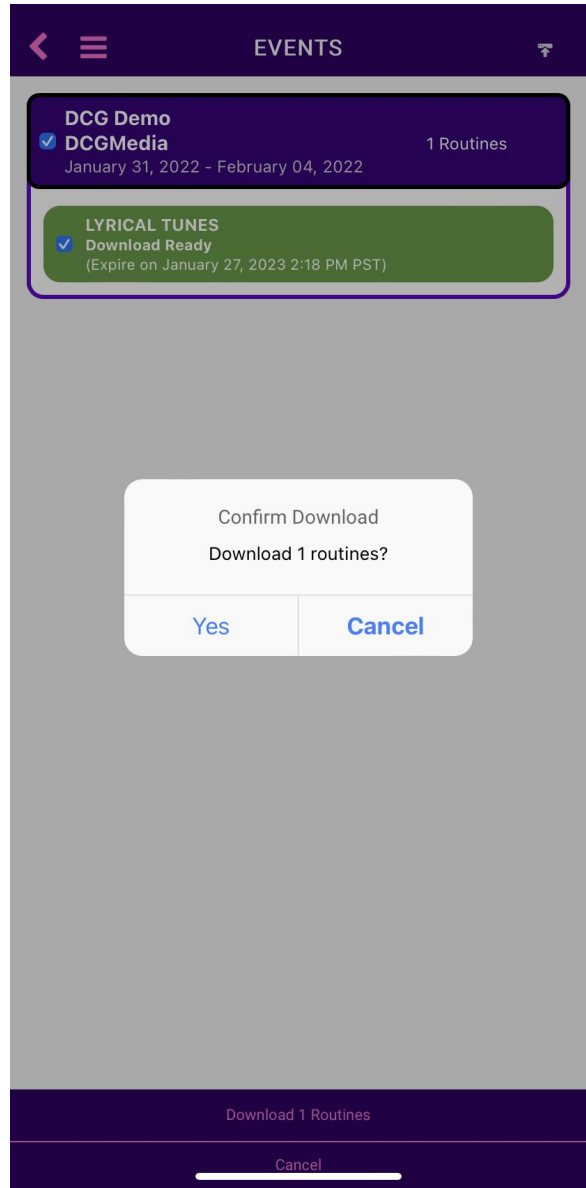 EVENTS
DCG Demo
DCGMedia
1 Routines
January 31, 2022 - February 04, 2022
LYRICAL TUNES
Download Ready
(Expire on January 27, 2023 2:18 PM PST)
Confirm Download
Download 1 routines?
Yes
Cancel
Download 1 Routines
Cancel